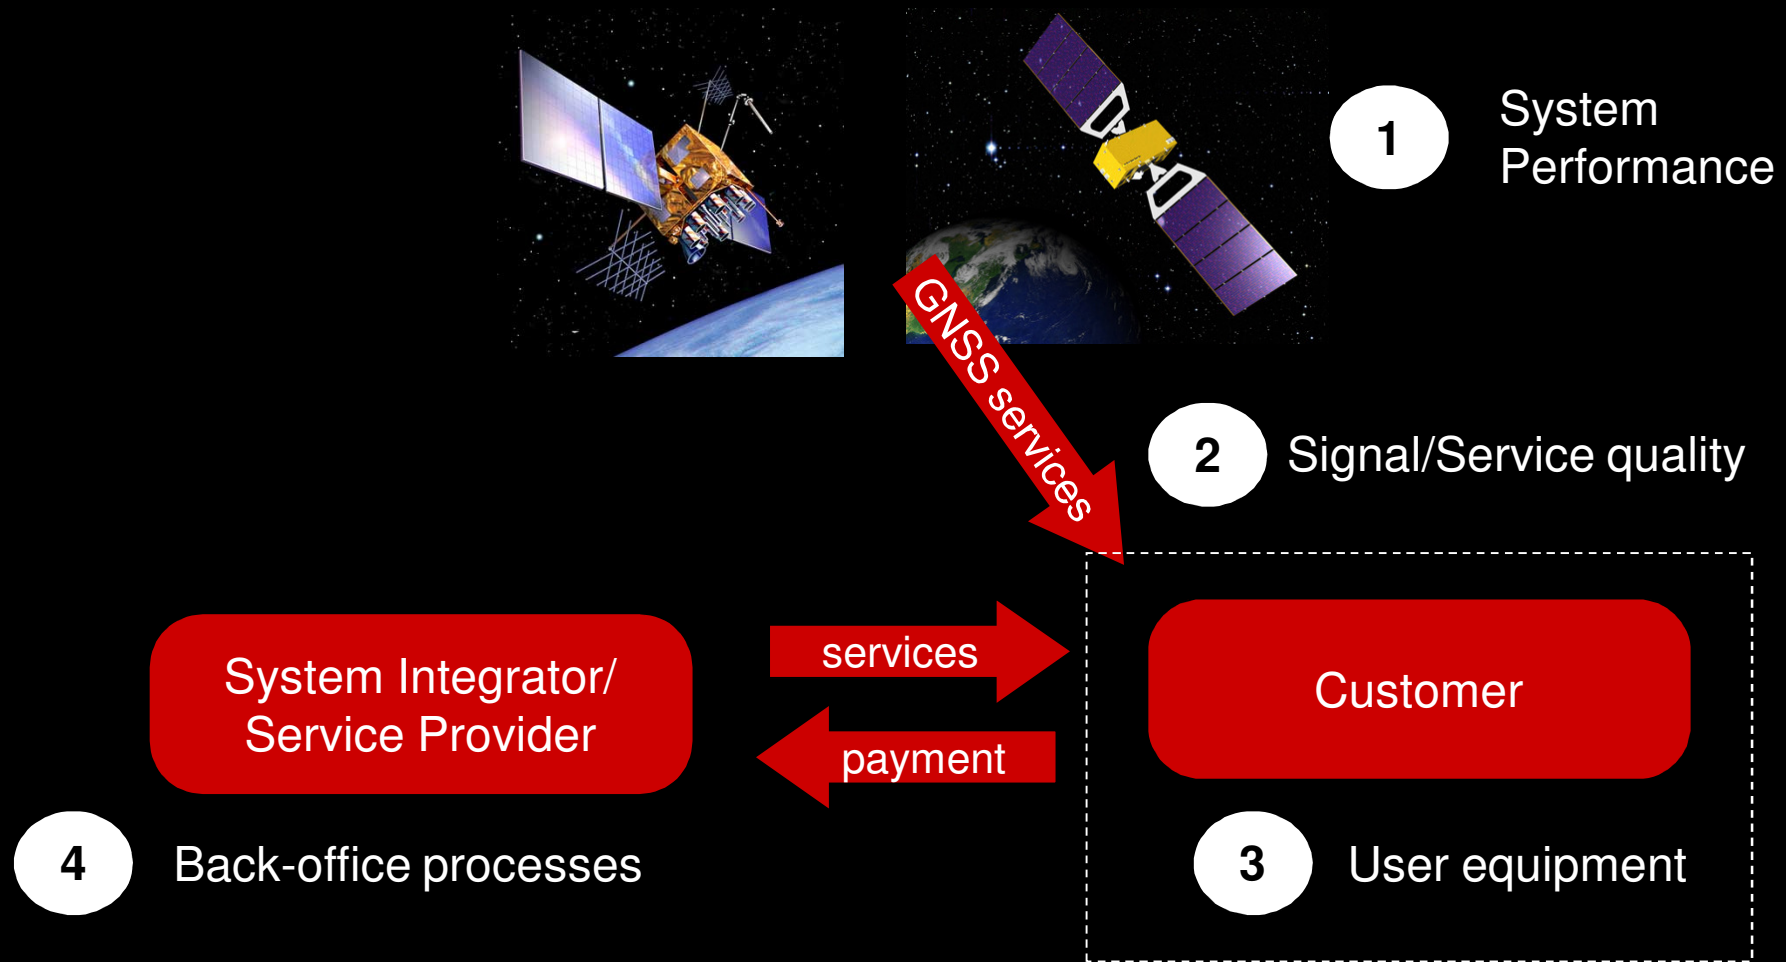 1
System
Performance
GNSS services
2
Signal/Service quality
System Integrator/
Service Provider
services
payment
Customer
4
Back-office processes
3
User equipment